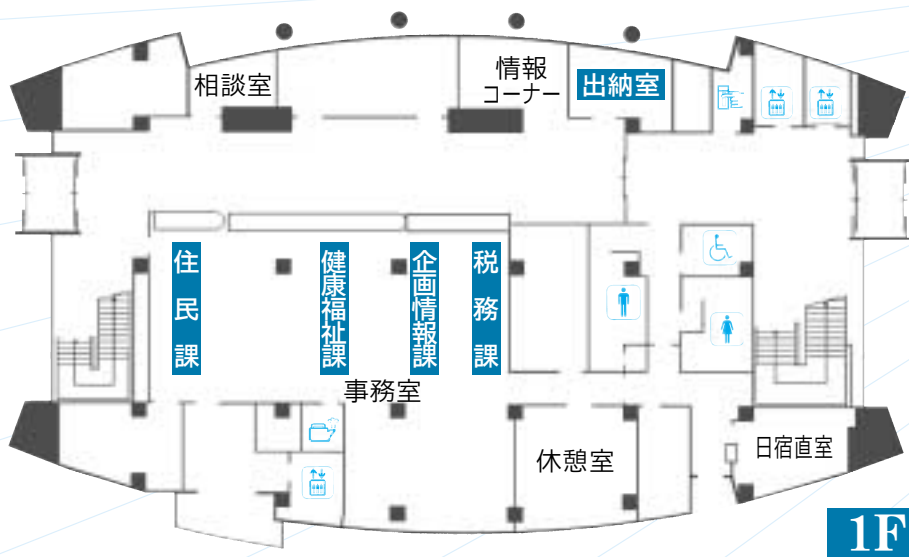 相談室
情報
コーナー
出納室
住民課
健康福祉課
企画情報課
税務課
事務室
休憩室
日宿直室
1F